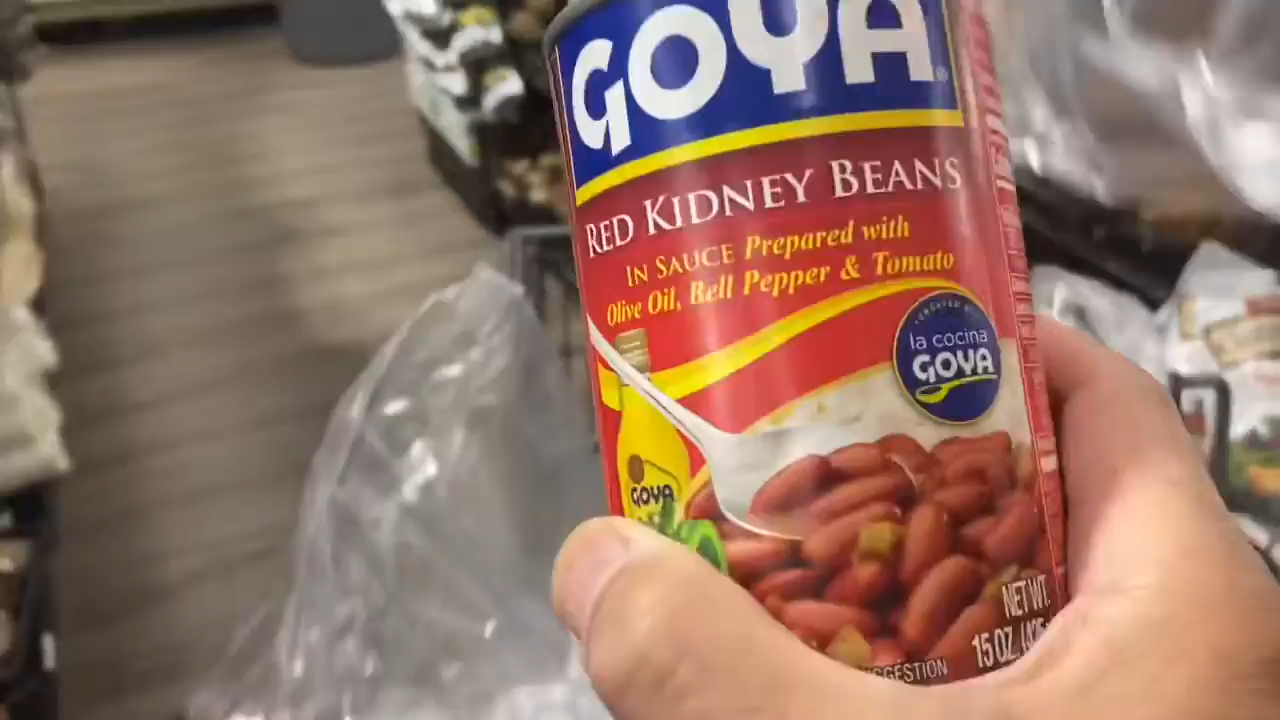 GOYA
RED KIDNEY BEANS
IN SAUCE Prepared with
Olive Oil, Bell Pepper & Tomato
la cocina
GOYA
GOYA
NET WT.
15 OZ.